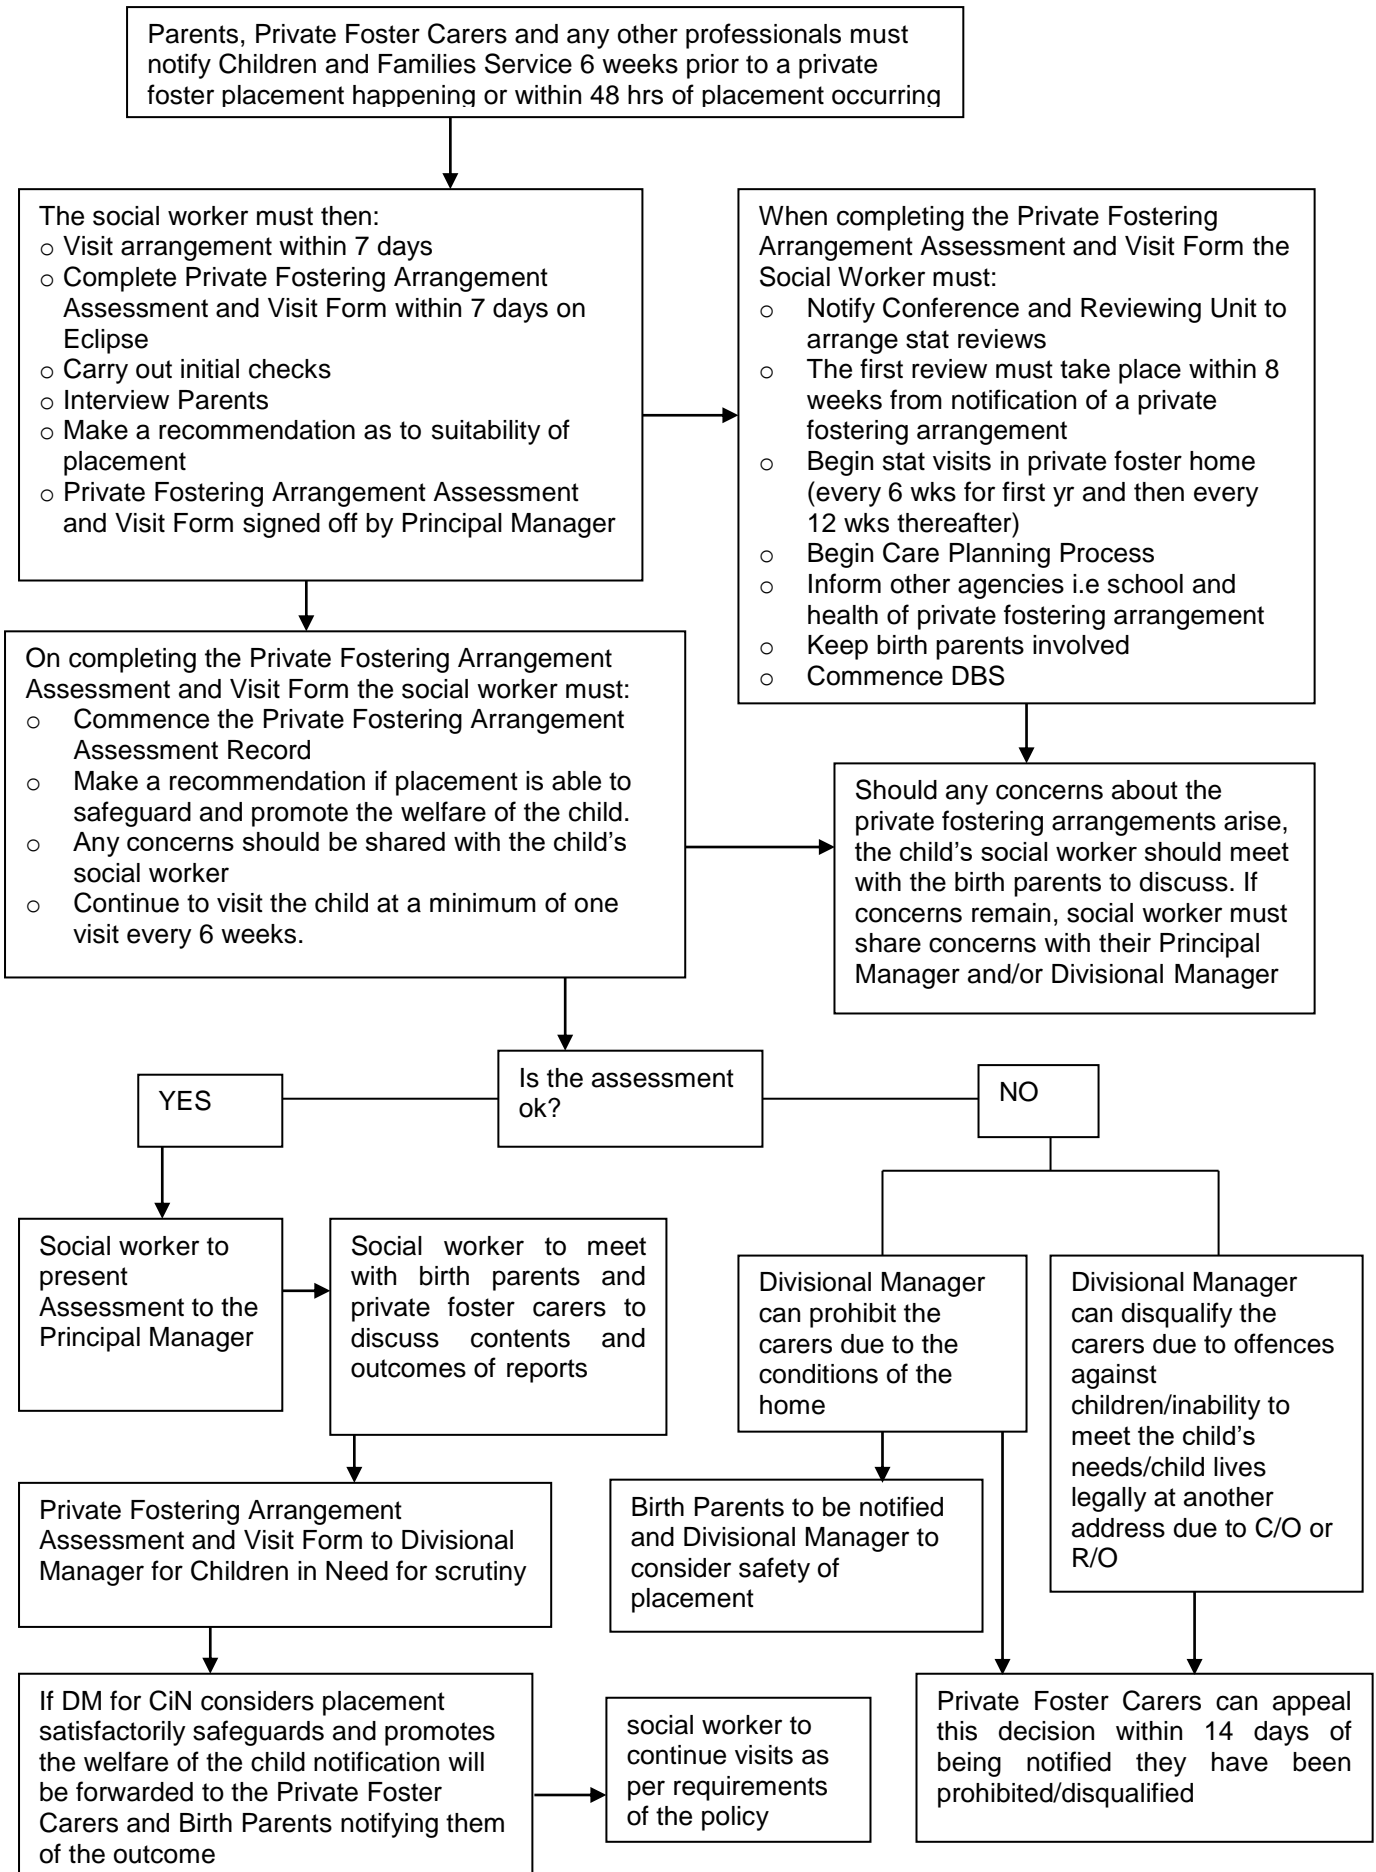 Parents, Private Foster Carers and any other professionals must
notify Children and Families Service 6 weeks prior to a private
foster placement happening or within 48 hrs of placement occurring
The social worker must then:
o Visit arrangement within 7 days
o Complete Private Fostering Arrangement
Assessment and Visit Form within 7 days on
Eclipse
o Carry out initial checks
o Interview Parents
o Make a recommendation as to suitability of
placement
o Private Fostering Arrangement Assessment
and Visit Form signed off by Principal Manager
When completing the Private Fostering
Arrangement Assessment and Visit Form the
Social Worker must:
o Notify Conference and Reviewing Unit to
arrange stat reviews
o The first review must take place within 8
weeks from notification of a private
fostering arrangement
o Begin stat visits in private foster home
(every 6 wks for first yr and then every
12 wks thereafter)
o Begin Care Planning Process
o Inform other agencies i.e school and
health of private fostering arrangement
o Keep birth parents involved
o Commence DBS
On completing the Private Fostering Arrangement
Assessment and Visit Form the social worker must:
o Commence the Private Fostering Arrangement
Assessment Record
o Make a recommendation if placement is able to
safeguard and promote the welfare of the child.
o Any concerns should be shared with the child's
social worker
o Continue to visit the child at a minimum of one
visit every 6 weeks.
Should any concerns about the
private fostering arrangements arise,
the child's social worker should meet
with the birth parents to discuss. If
concerns remain, social worker must
share concerns with their Principal
Manager and/or Divisional Manager
Is the assessment
ok?
YES
NO
Social worker to
present
Assessment to the
Principal Manager
Social worker to meet
with birth parents and
private foster carers to
discuss contents and
outcomes of reports
Divisional Manager
can prohibit the
carers due to the
conditions of the
home
Divisional Manager
can disqualify the
carers due to offences
against
children/inability to
meet the child's
needs/child lives
legally at another
address due to C/O or
R/O
Private Fostering Arrangement
Assessment and Visit Form to Divisional
Manager for Children in Need for scrutiny
Birth Parents to be notified
and Divisional Manager to
consider safety of
placement
If DM for CiN considers placement
satisfactorily safeguards and promotes
the welfare of the child notification will
be forwarded to the Private Foster
Carers and Birth Parents notifying them
of the outcome
social worker to
continue visits as
per requirements
of the policy
Private Foster Carers can appeal
this decision within 14 days of
being notified they have been
prohibited/disqualified